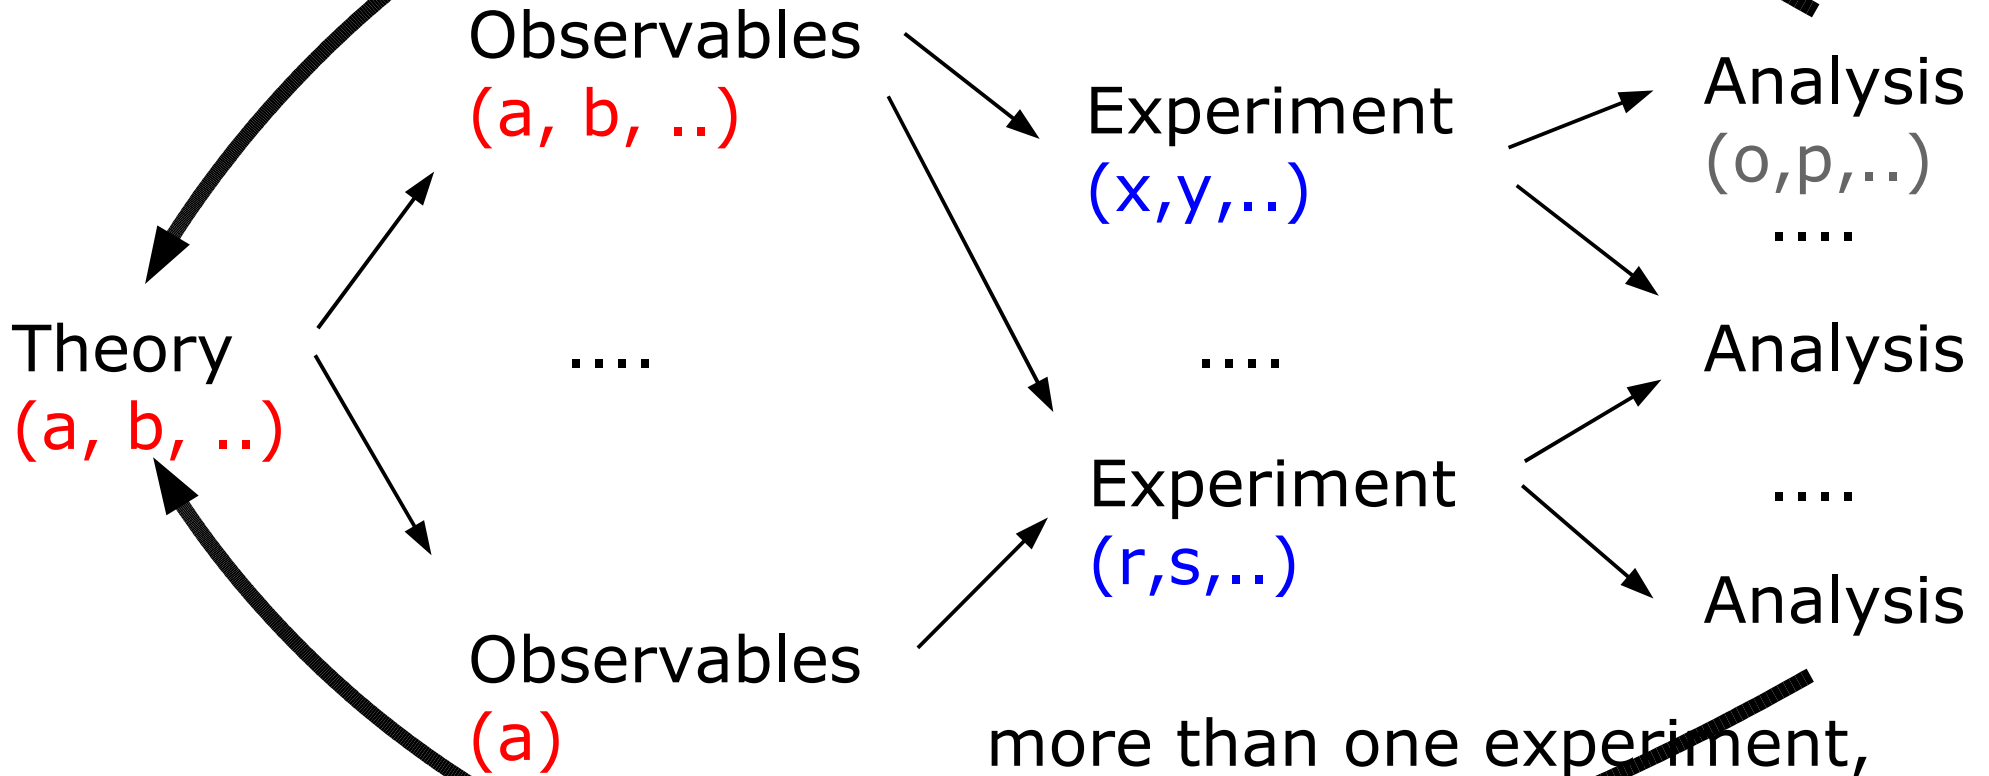 Observables
(a, b, ..)
Experiment
(x,y,..)
Analysis
(o,p,..)
....
Theory
(a, b, ..)
....
....
Analysis
Experiment
(r,s,..)
....
Analysis
Observables
(a)
more than one experiment,